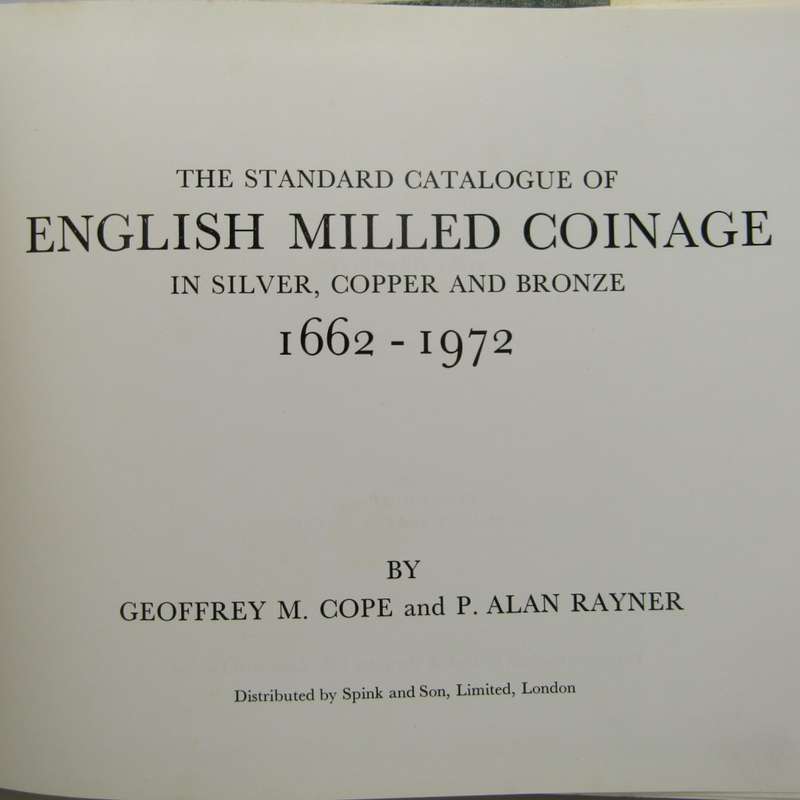 THE STANDARD CATALOGUE OF
ENGLISH MILLED COINAGE
IN SILVER, COPPER AND BRONZE
1662 - 1972
BY
GEOFFREY M. COPE and P. ALAN RAYNER
Distributed by Spink and Son, Limited, London